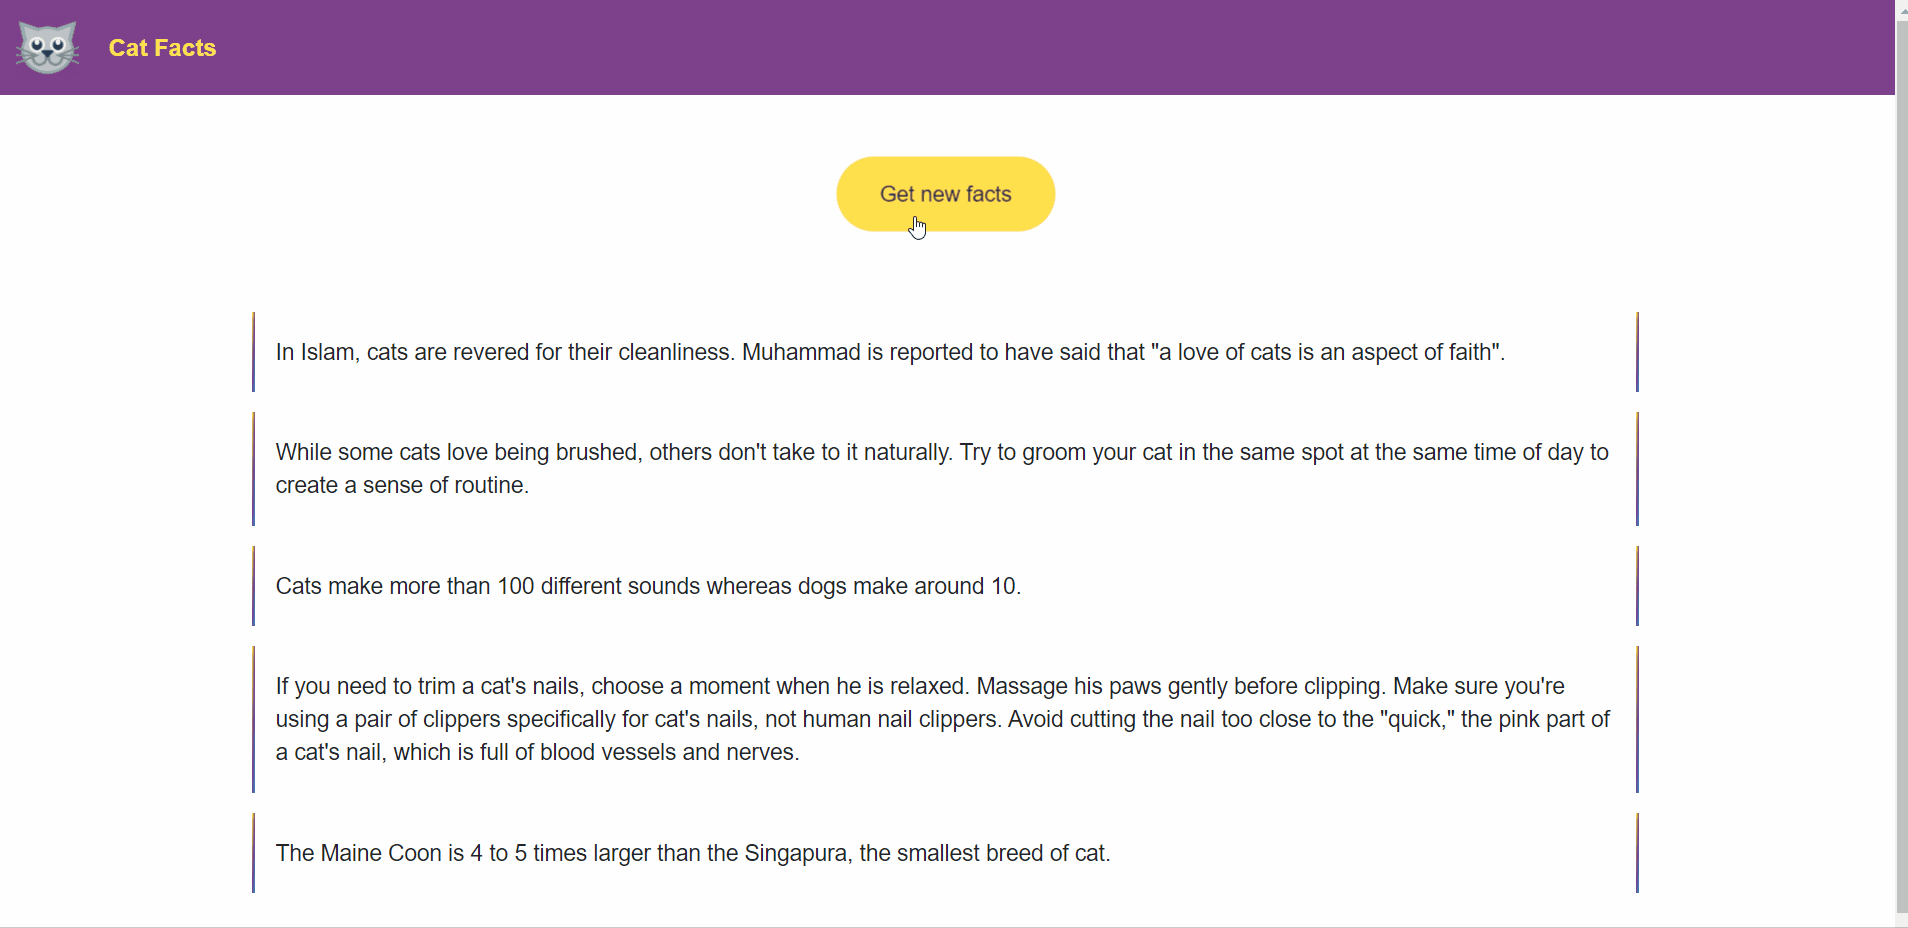 Cat Facts
Get new facts
In Islam, cats are revered for their cleanliness. Muhammad is reported to have said that "a love of cats is an aspect of faith".
While some cats love being brushed, others don't take to it naturally. Try to groom your cat in the same spot at the same time of day to
create a sense of routine.
Cats make more than 100 different sounds whereas dogs make around 10.
If you need to trim a cat's nails, choose a moment when he is relaxed. Massage his paws gently before clipping. Make sure you're
using a pair of clippers specifically for cat's nails, not human nail clippers. Avoid cutting the nail too close to the "quick," the pink part of
a cat's nail, which is full of blood vessels and nerves.
The Maine Coon is 4 to 5 times larger than the Singapura, the smallest breed of cat.